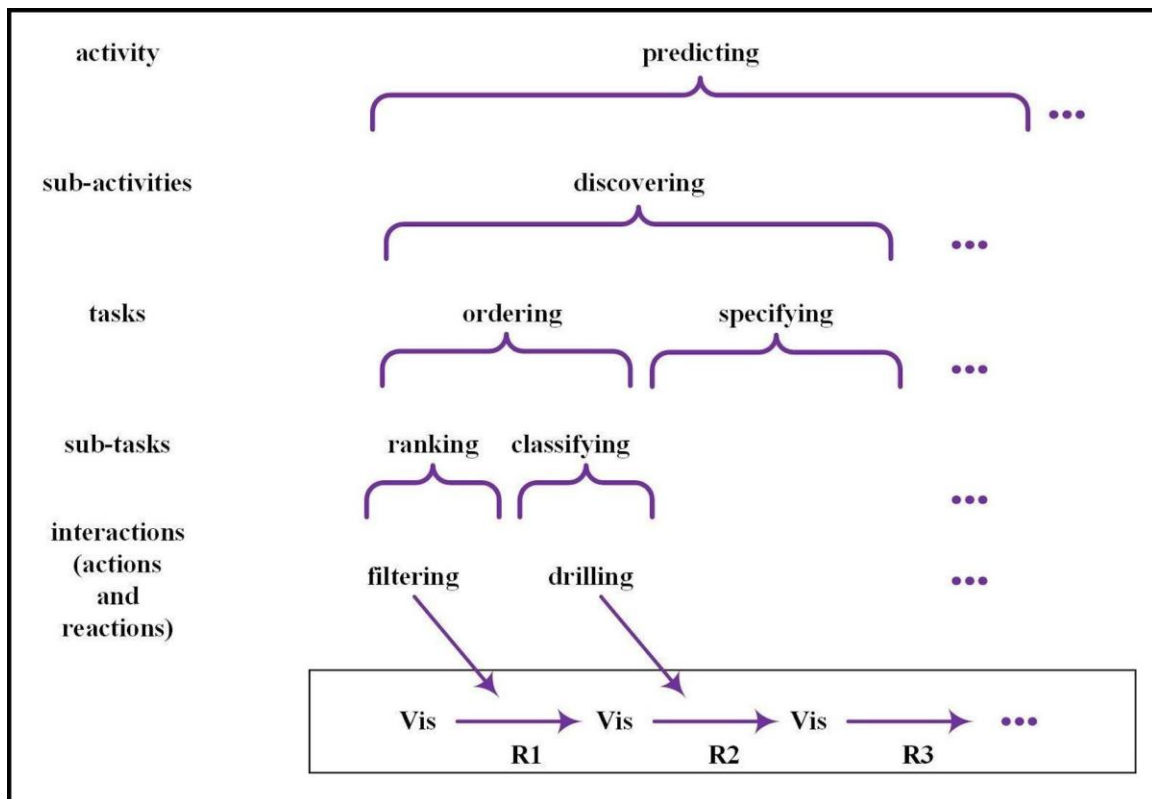 activity
predicting
...
sub-activities
discovering
...
tasks
ordering
specifying
...
sub-tasks
ranking
classifying
...
interactions
(actions
and
reactions)
filtering
drilling
...
Vis
Vis
Vis
...
R1
R2
R3